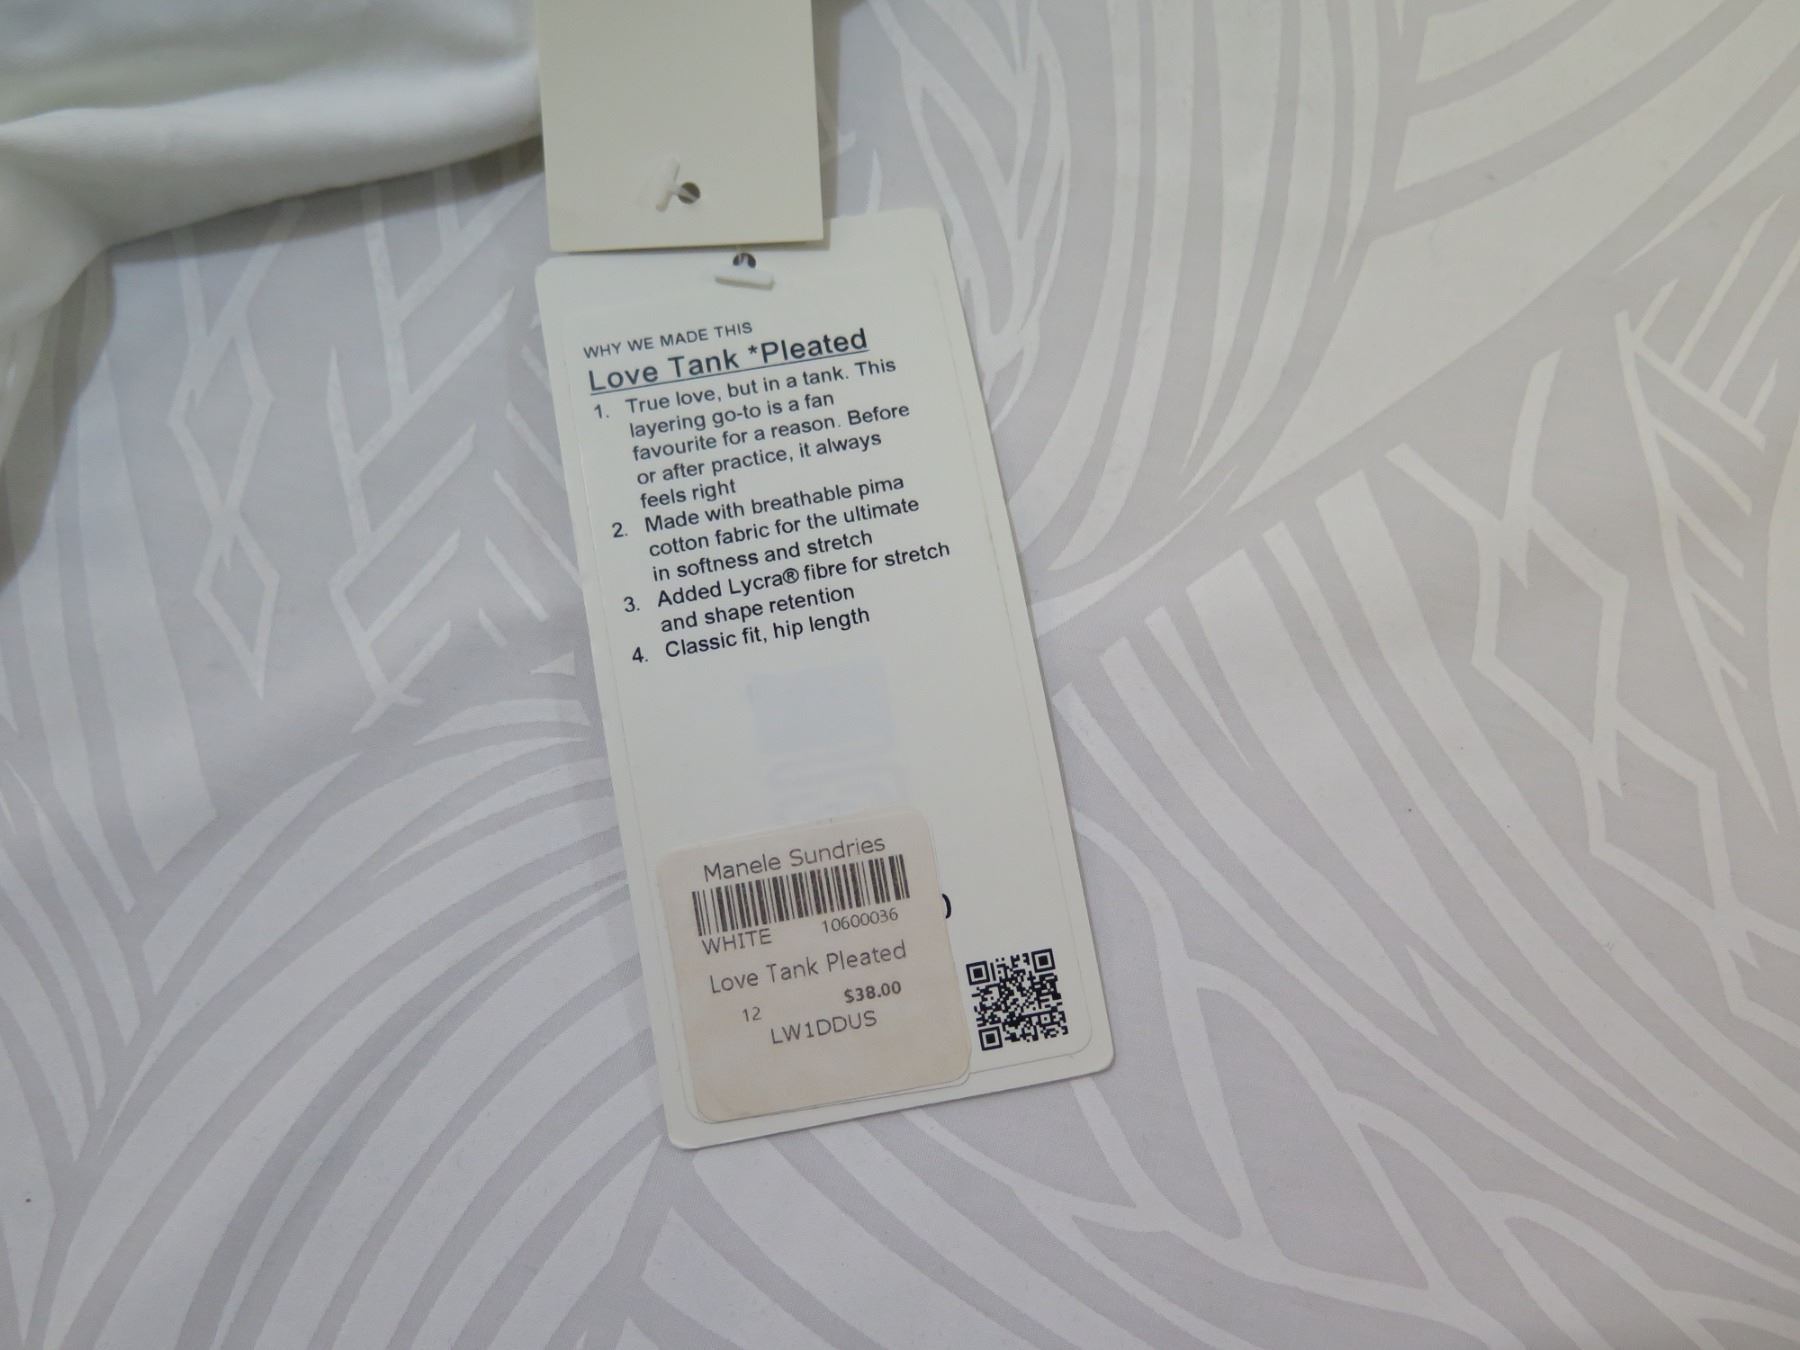 WHY WE MADE THIS
Love Tank *Pleated
1. True love, but in a tank. This
layering go-to is a fan
favourite for a reason. Before
or after practice, it always
feels right
2. Made with breathable pima
cotton fabric for the ultimate
in softness and stretch
3. Added Lycra® fibre for stretch
and shape retention
4. Classic fit, hip length
Manele Sundries
WHITE 10600036
Love Tank Pleated
12 $38.00
LW1DDUS